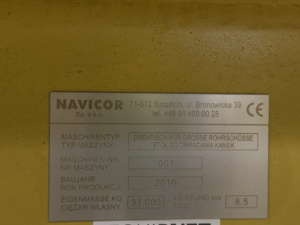 NAVICOR
Sp. z o.o.
71-012 Szczecin, ul. Bronowicka 39
tel. +48 91 400 00 28
CE
MASCHINENTYP
TYP MASZYNY
DREHTISCH FÜR GROSSE ROHRSCHÜSSE
STÓŁ DO OBRACANIA RAMEK
MASCHINEN NR
NR MASZYNY
001
BAUJAHR
ROK PRODUKCJI
2016
EIGENMASSE KG
CIĘŻAR WŁASNY
33,000
LEISTUNG kW
6,5